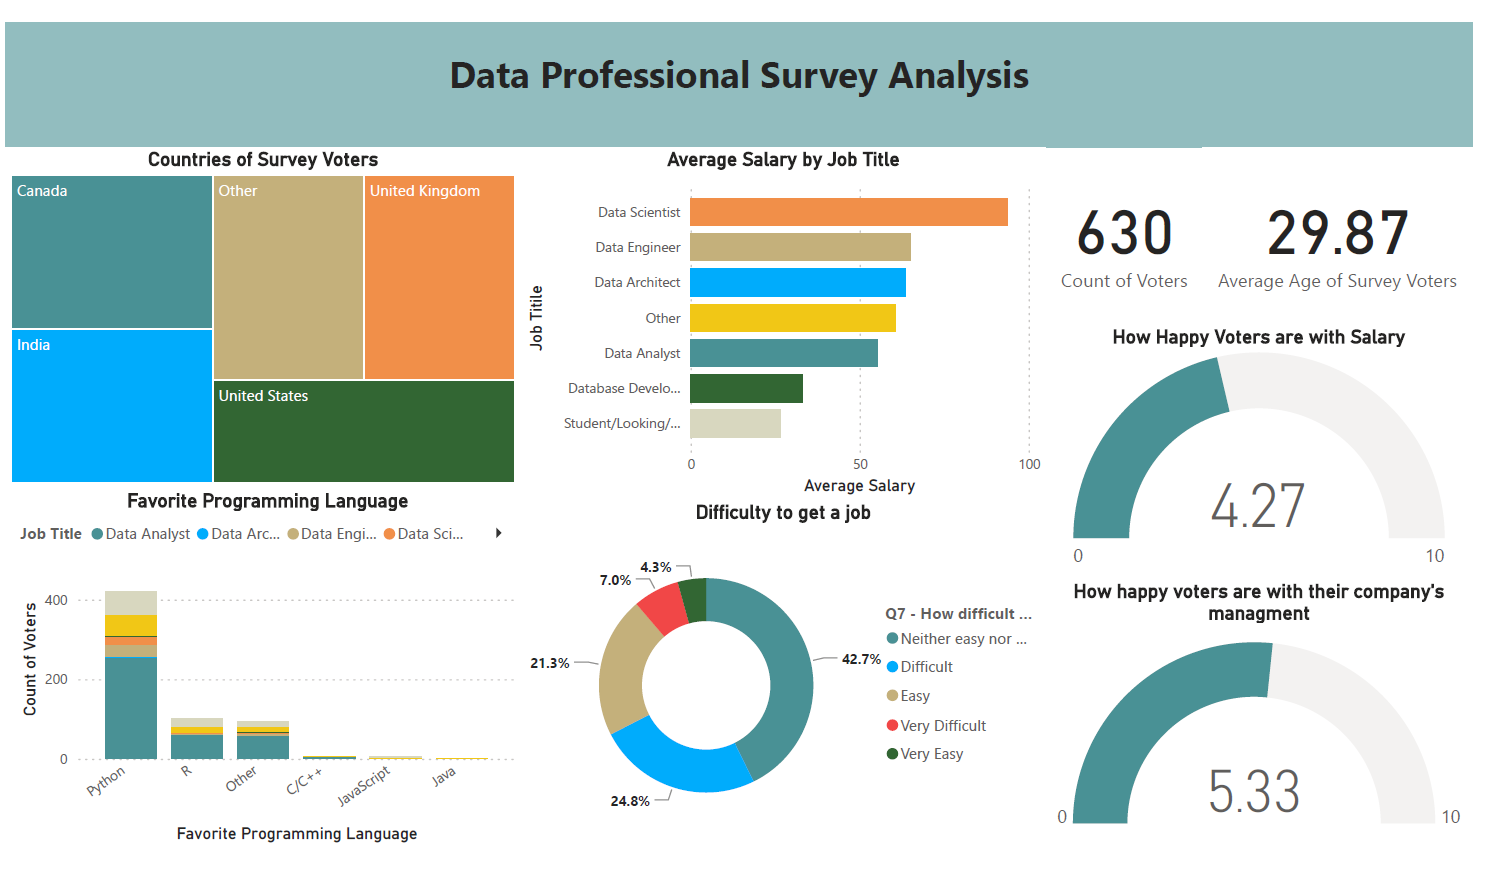 Data Professional Survey Analysis
Countries of Survey Voters
Canada
Other
United Kingdom
India
United States
Average Salary by Job Title
Job Titile
Data Scientist
Data Engineer
Data Architect
Other
Data Analyst
Database Develo...
Student/Looking/...
0
50
100
Average Salary
630
Count of Voters
29.87
Average Age of Survey Voters
How Happy Voters are with Salary
4.27
0
10
Favorite Programming Language
Job Title
Data Analyst
Data Arc...
Data Engi...
Data Sci...
Count of Voters
400
200
0
Python
R
Other
C/C++
JavaScript
Java
Favorite Programming Language
Difficulty to get a job
4.3%
7.0%
21.3%
42.7%
24.8%
Q7 - How difficult ...
Neither easy nor ...
Difficult
Easy
Very Difficult
Very Easy
How happy voters are with their company's
managment
5.33
0
10